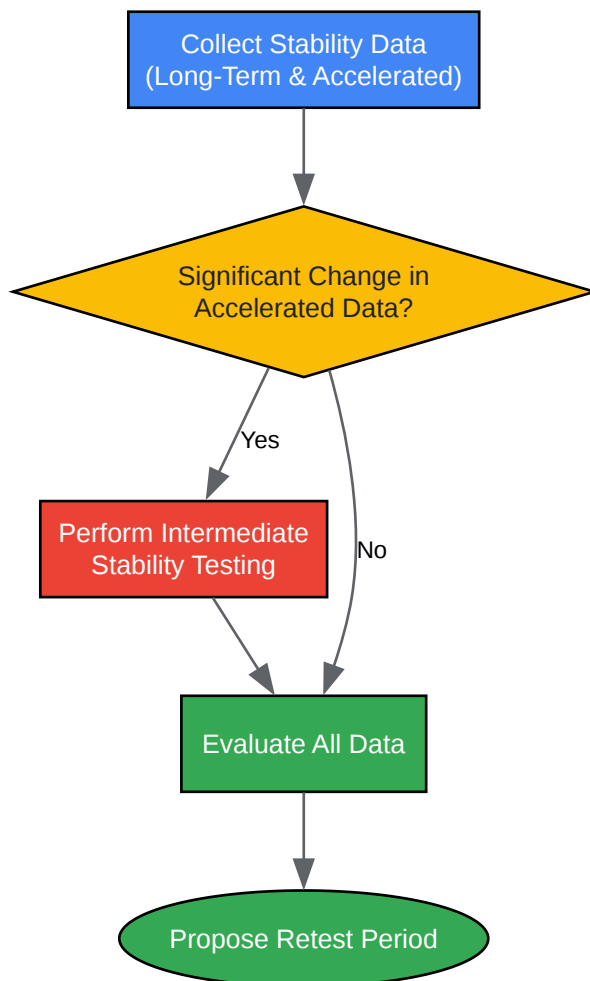 Collect Stability Data
(Long-Term & Accelerated)
Significant Change in
Accelerated Data?
Yes
Perform Intermediate
Stability Testing
No
Evaluate All Data
Propose Retest Period